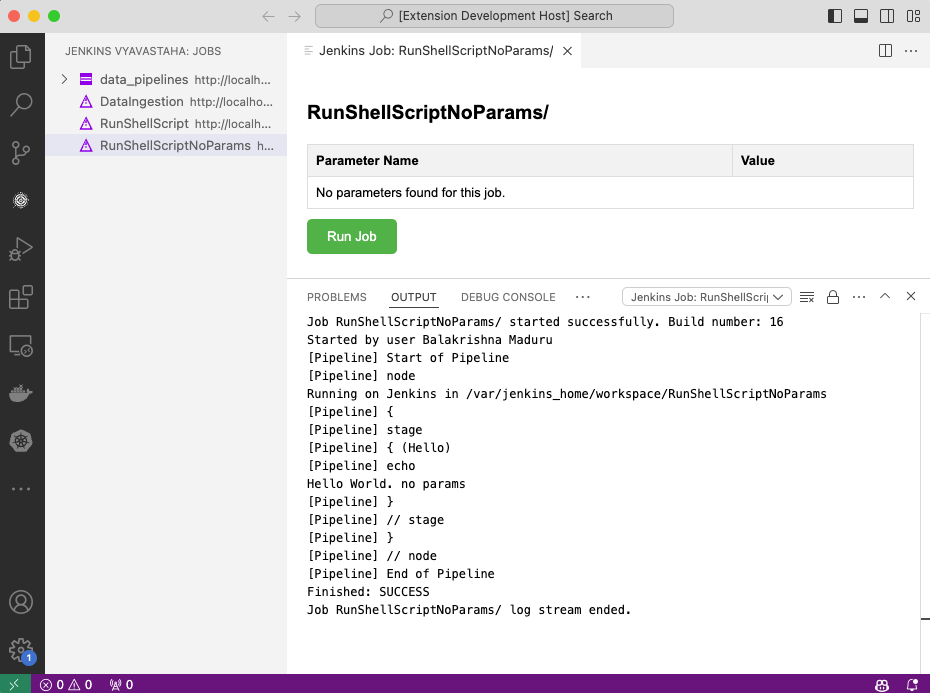 [Extension Development Host] Search
JENKINS VYAVASTAHA: JOBS
data_pipelines http://localh...
DataIngestion http://localho...
RunShellScript http://localh...
RunShellScriptNoParams h...
Jenkins Job: RunShellScriptNoParams/
RunShellScriptNoParams/
Parameter Name Value
No parameters found for this job.
Run Job
PROBLEMS OUTPUT DEBUG CONSOLE Jenkins Job: RunShellScrip
Job RunShellScriptNoParams/ started successfully. Build number: 16
Started by user Balakrishna Maduru
[Pipeline] Start of Pipeline
[Pipeline] node
Running on Jenkins in /var/jenkins_home/workspace/RunShellScriptNoParams
[Pipeline] {
[Pipeline] stage
[Pipeline] { (Hello)
[Pipeline] echo
Hello World. no params
[Pipeline] }
[Pipeline] // stage
[Pipeline] }
[Pipeline] // node
[Pipeline] End of Pipeline
Finished: SUCCESS
Job RunShellScriptNoParams/ log stream ended.
1
0 0 0